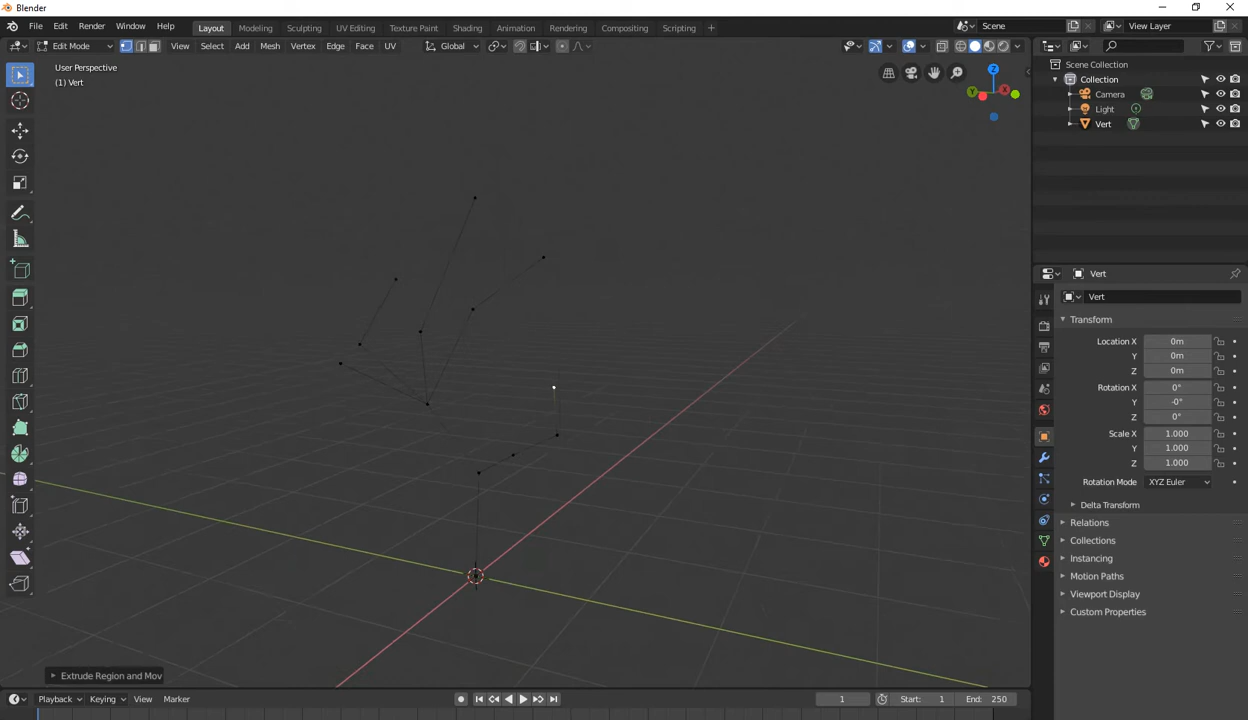 Blender
File Edit Render Window Help Layout Modeling Sculpting UV Editing Texture Paint Shading Animation Rendering Compositing Scripting + Scene View Layer
Edit Mode View Select Add Mesh Vertex Edge Face UV Global
User Perspective
(1) Vert
Z
Y
X
Scene Collection
Collection
Camera
Light
Vert
Vert
Vert
Transform
Location X 0m
Y 0m
Z 0m
Rotation X 0°
Y -0°
Z 0°
Scale X 1.000
Y 1.000
Z 1.000
Rotation Mode XYZ Euler
Delta Transform
Relations
Collections
Instancing
Motion Paths
Viewport Display
Custom Properties
Extrude Region and Mov
Playback Keying View Marker 1 Start: 1 End: 250